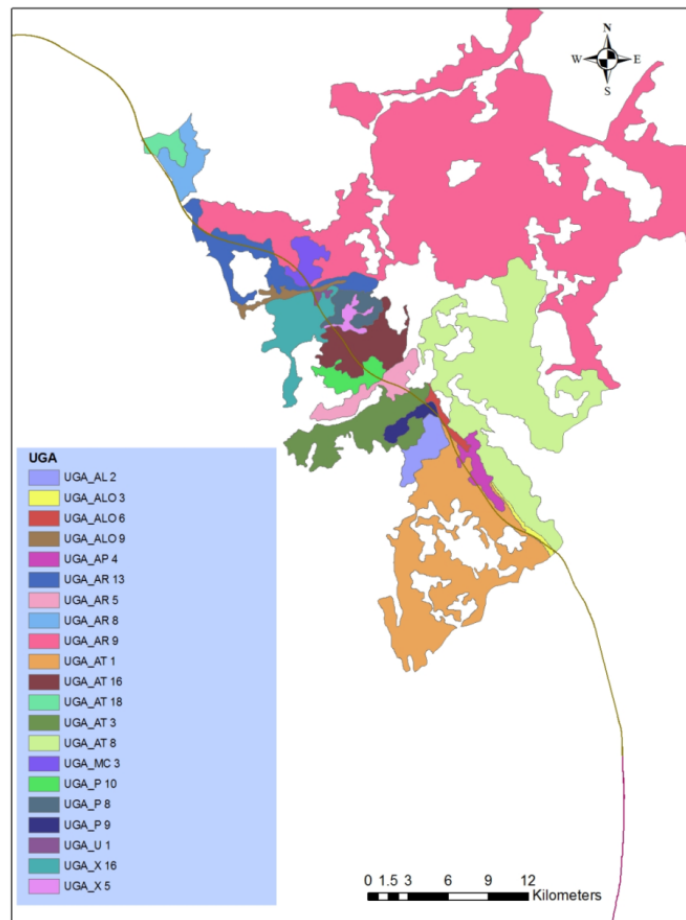 N
W E
S
UGA
UGA_AL 2
UGA_ALO 3
UGA_ALO 6
UGA_ALO 9
UGA_AP 4
UGA_AR 13
UGA_AR 5
UGA_AR 8
UGA_AR 9
UGA_AT 1
UGA_AT 16
UGA_AT 18
UGA_AT 3
UGA_AT 8
UGA_MC 3
UGA_P 10
UGA_P 8
UGA_P 9
UGA_U 1
UGA_X 16
UGA_X 5
0 1.5 3 6 9 12
Kilometers